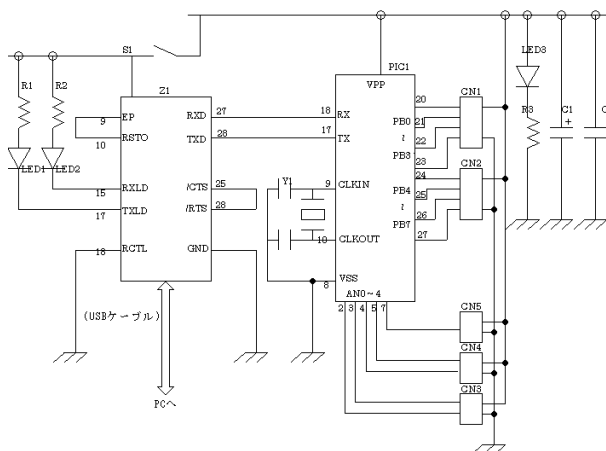 S1
LED3
Z1
PIC1
R1
R2
VPP
CN1
R3
C1
+
C
EP
9
RSTO
10
RXD
27
TXD
28
18
RX
17
TX
20
PB0
21
≀
22
PB3
23
CN2
24
PB4
25
≀
26
PB7
27
LED1
LED2
RXLD
15
TXLD
17
/CTS
25
/RTS
28
Y1
9
CLKIN
10
CLKOUT
RCTL
18
GND
VSS
8
AN0~4
2
3
4
5
7
CN5
CN4
CN3
(USBケーブル)
PCへ